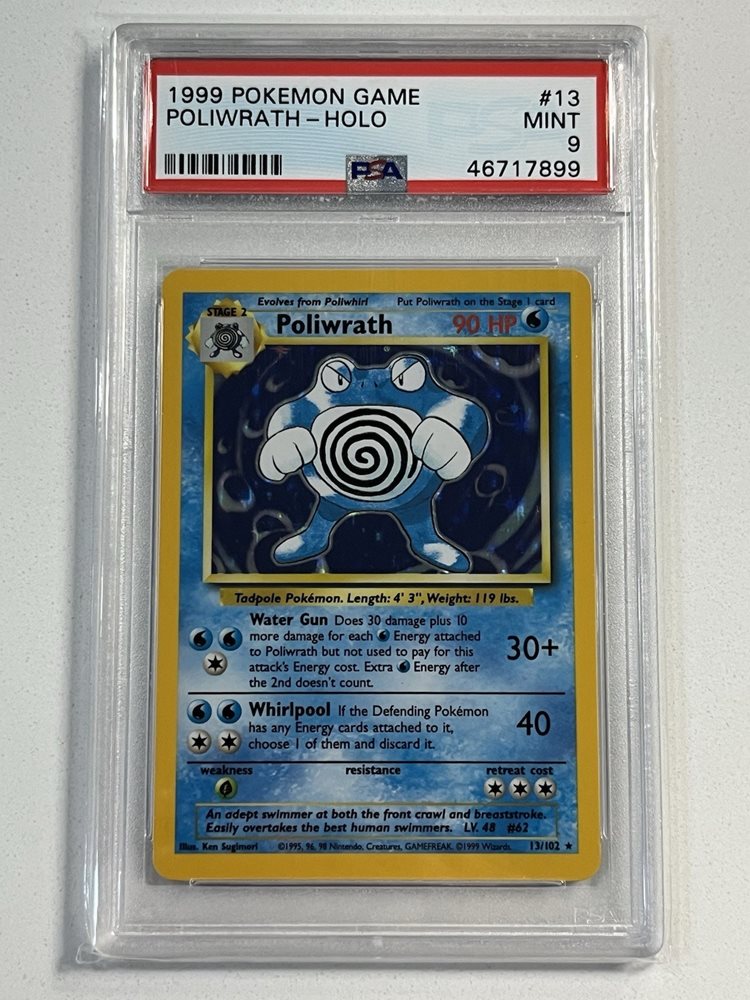 1999 POKEMON GAME #13
POLIWRATH – HOLO MINT
9
PSA 46717899
Evolves from Poliwhirl Put Poliwrath on the Stage 1 card
STAGE 2
Poliwrath 90 HP
Tadpole Pokémon. Length: 4' 3", Weight: 119 lbs.
Water Gun Does 30 damage plus 10
more damage for each Energy attached
to Poliwrath but not used to pay for this
attack's Energy cost. Extra Energy after
the 2nd doesn't count.
30+
Whirlpool If the Defending Pokémon
has any Energy cards attached to it,
choose 1 of them and discard it.
40
weakness resistance retreat cost
An adept swimmer at both the front crawl and breaststroke.
Easily overtakes the best human swimmers. LV. 48 #62
Illus. Ken Sugimori ©1995, 96, 98 Nintendo, Creatures, GAMEFREAK. ©1999 Wizards. 13/102 ★